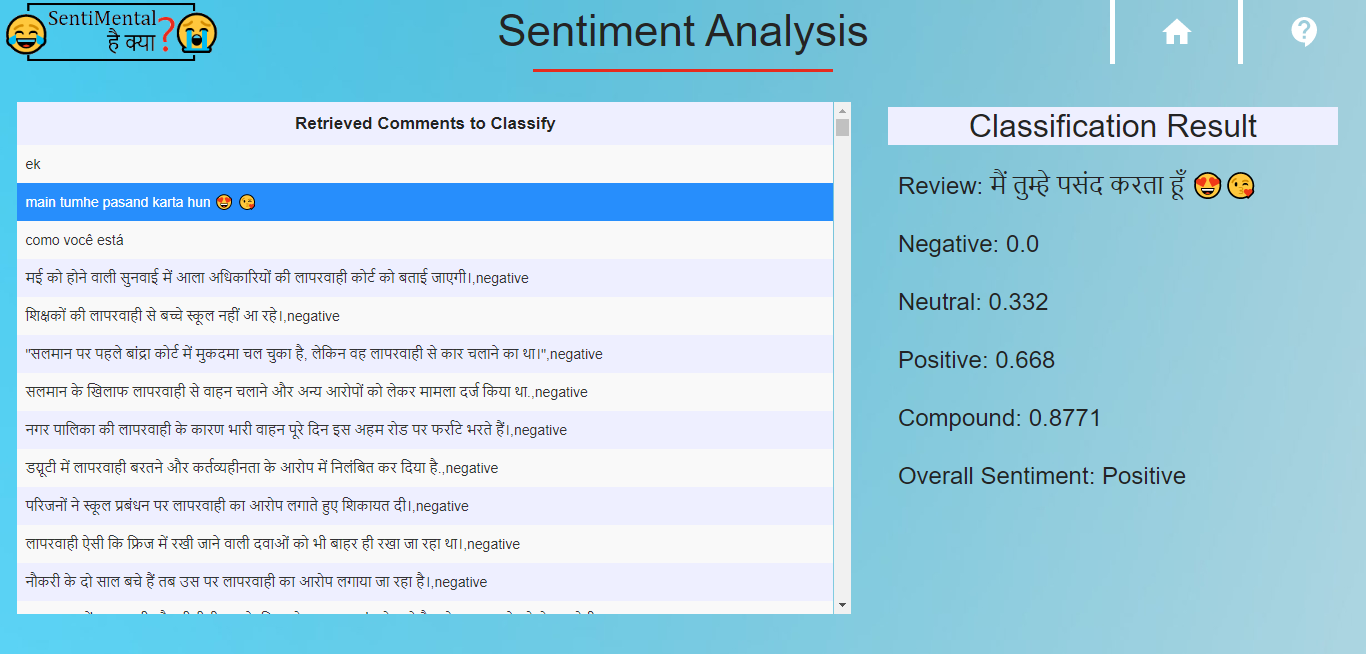 SentiMental
है क्या❓
Sentiment Analysis
Retrieved Comments to Classify
ek
main tumhe pasand karta hun 😍 😘
como você está
मई को होने वाली सुनवाई में आला अधिकारियों की लापरवाही कोर्ट को बताई जाएगी।,negative
शिक्षकों की लापरवाही से बच्चे स्कूल नहीं आ रहे।,negative
"सलमान पर पहले बांद्रा कोर्ट में मुकदमा चल चुका है, लेकिन वह लापरवाही से कार चलाने का था।",negative
सलमान के खिलाफ लापरवाही से वाहन चलाने और अन्य आरोपों को लेकर मामला दर्ज किया था.,negative
नगर पालिका की लापरवाही के कारण भारी वाहन पूरे दिन इस अहम रोड पर फर्राटे भरते हैं।,negative
डयूटी में लापरवाही बरतने और कर्तव्यहीनता के आरोप में निलंबित कर दिया है.,negative
परिजनों ने स्कूल प्रबंधन पर लापरवाही का आरोप लगाते हुए शिकायत दी।,negative
लापरवाही ऐसी कि फ्रिज में रखी जाने वाली दवाओं को भी बाहर ही रखा जा रहा था।,negative
नौकरी के दो साल बचे हैं तब उस पर लापरवाही का आरोप लगाया जा रहा है।,negative
Classification Result
Review: मैं तुम्हे पसंद करता हूँ 😍😘
Negative: 0.0
Neutral: 0.332
Positive: 0.668
Compound: 0.8771
Overall Sentiment: Positive